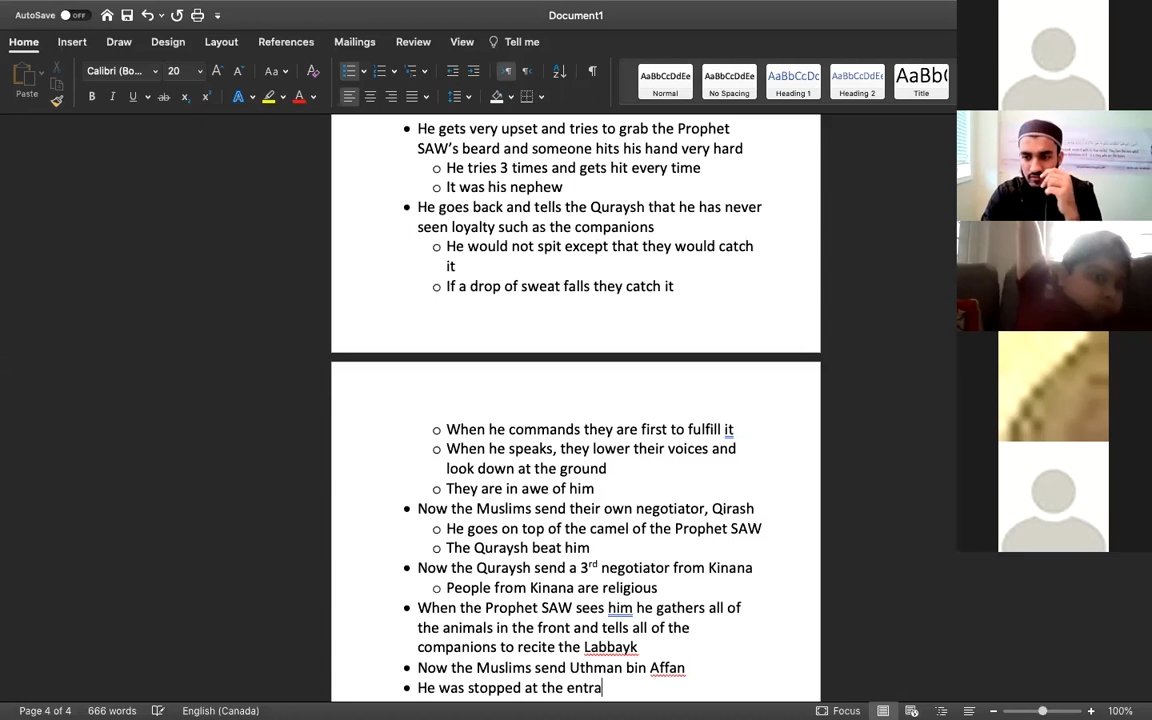 AutoSave OFF
Document1
Home Insert Draw Design Layout References Mailings Review View Tell me
Paste
Calibri (Bo... 20
AaBbCcDdEe Normal
AaBbCcDdEe No Spacing
AaBbCcDc Heading 1
AaBbCcDdEe Heading 2
AaBb( Title
• He gets very upset and tries to grab the Prophet
SAW's beard and someone hits his hand very hard
o He tries 3 times and gets hit every time
o It was his nephew
• He goes back and tells the Quraysh that he has never
seen loyalty such as the companions
o He would not spit except that they would catch
it
o If a drop of sweat falls they catch it
o When he commands they are first to fulfill it
o When he speaks, they lower their voices and
look down at the ground
o They are in awe of him
• Now the Muslims send their own negotiator, Qirash
o He goes on top of the camel of the Prophet SAW
o The Quraysh beat him
• Now the Quraysh send a 3rd negotiator from Kinana
o People from Kinana are religious
• When the Prophet SAW sees him he gathers all of
the animals in the front and tells all of the
companions to recite the Labbayk
• Now the Muslims send Uthman bin Affan
• He was stopped at the entra
Page 4 of 4 666 words English (Canada) Focus 100%